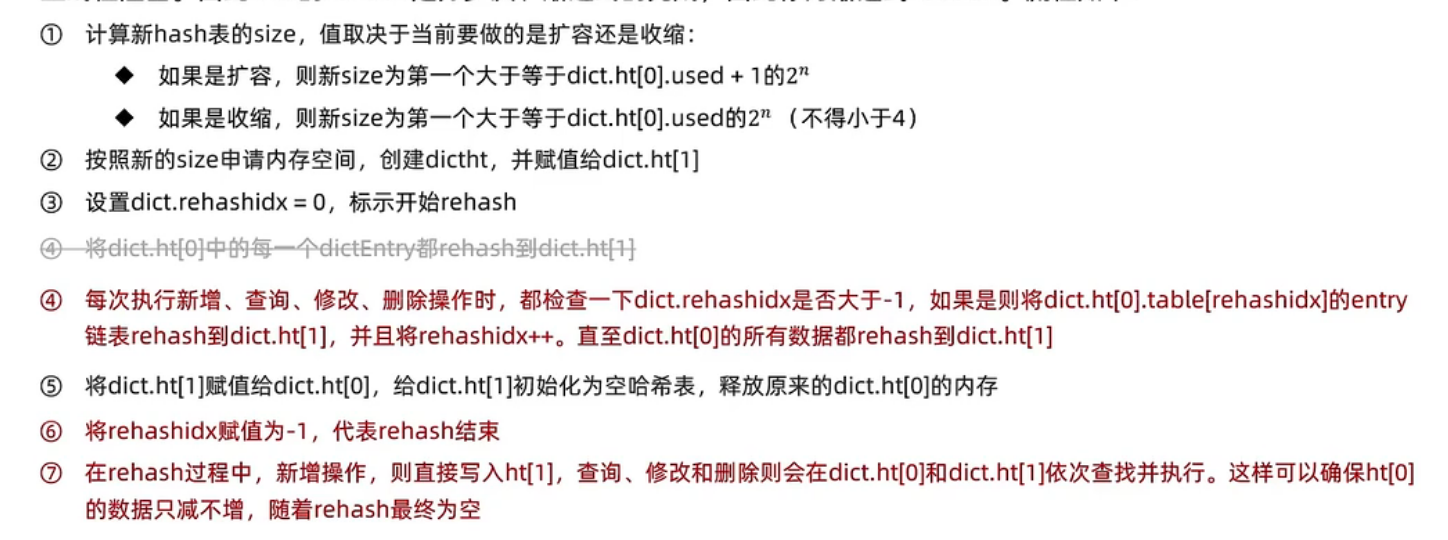 ① 计算新hash表的size，值取决于当前要做的是扩容还是收缩：
◆ 如果是扩容，则新size为第一个大于等于dict.ht[0].used + 1的2ⁿ
◆ 如果是收缩，则新size为第一个大于等于dict.ht[0].used的2ⁿ（不得小于4）
② 按照新的size申请内存空间，创建dictht，并赋值给dict.ht[1]
③ 设置dict.rehashidx = 0，标示开始rehash
④ 将dict.ht[0]中的每一个dictEntry都rehash到dict.ht[1]
④ 每次执行新增、查询、修改、删除操作时，都检查一下dict.rehashidx是否大于-1，如果是则将dict.ht[0].table[rehashidx]的entry
链表rehash到dict.ht[1]，并且将rehashidx++。直至dict.ht[0]的所有数据都rehash到dict.ht[1]
⑤ 将dict.ht[1]赋值给dict.ht[0]，给dict.ht[1]初始化为空哈希表，释放原来的dict.ht[0]的内存
⑥ 将rehashidx赋值为-1，代表rehash结束
⑦ 在rehash过程中，新增操作，则直接写入ht[1]，查询、修改和删除则会在dict.ht[0]和dict.ht[1]依次查找并执行。这样可以确保ht[0]
的数据只减不增，随着rehash最终为空